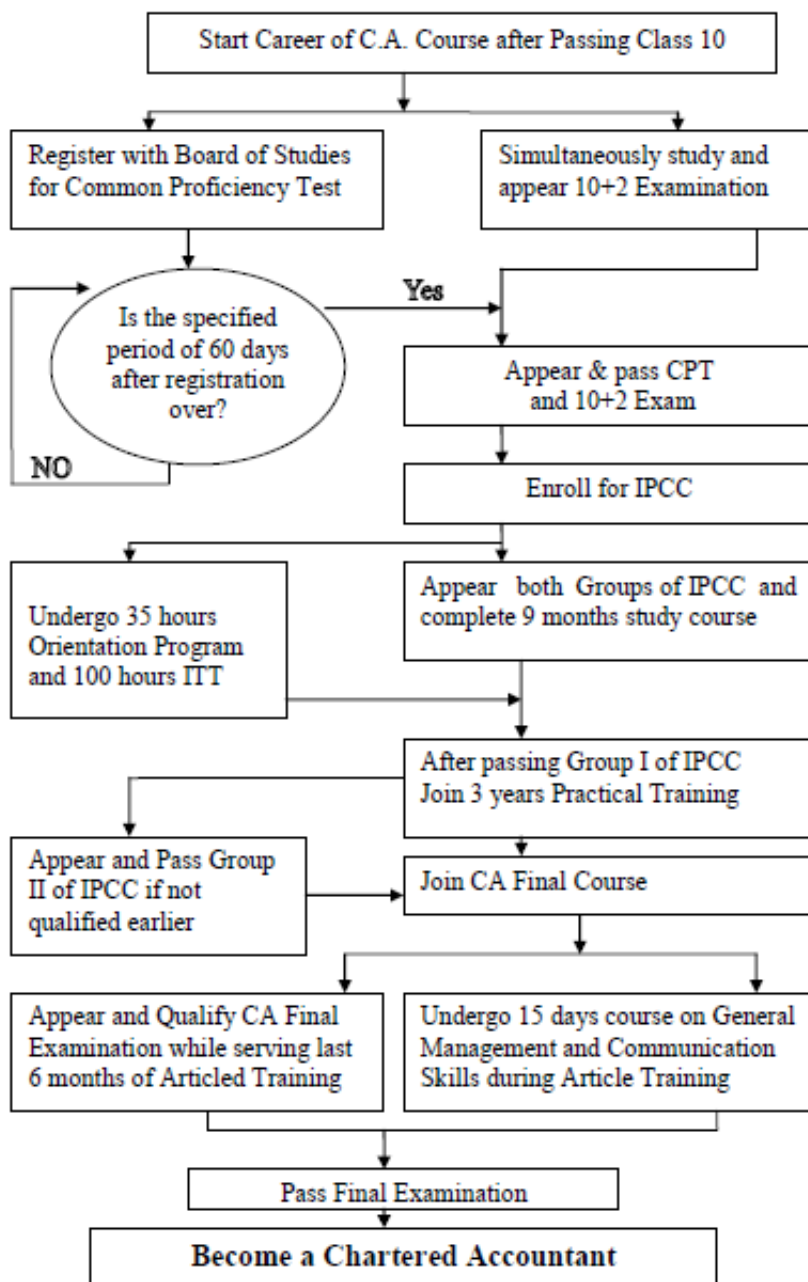 Start Career of C.A. Course after Passing Class 10
Register with Board of Studies
for Common Proficiency Test
Simultaneously study and
appear 10+2 Examination
Is the specified
period of 60 days
after registration
over?
Yes
NO
Appear & pass CPT
and 10+2 Exam
Enroll for IPCC
Undergo 35 hours
Orientation Program
and 100 hours ITT
Appear both Groups of IPCC and
complete 9 months study course
After passing Group I of IPCC
Join 3 years Practical Training
Appear and Pass Group
II of IPCC if not
qualified earlier
Join CA Final Course
Appear and Qualify CA Final
Examination while serving last
6 months of Articled Training
Undergo 15 days course on General
Management and Communication
Skills during Article Training
Pass Final Examination
Become a Chartered Accountant